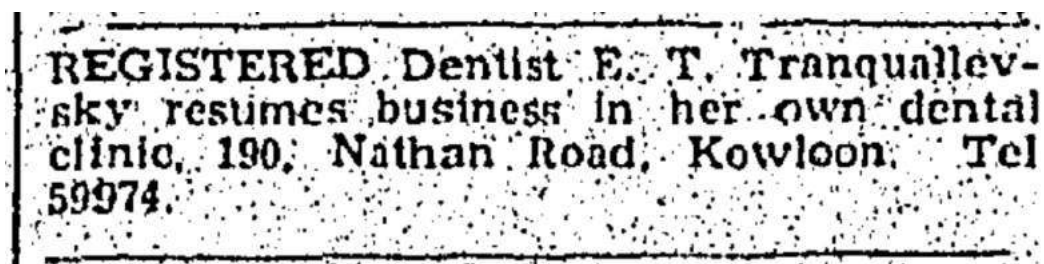 REGISTERED Dentist E. T. Tranquallev-
sky resumes business in her own dental
clinic, 190, Nathan Road, Kowloon. Tel
59974.